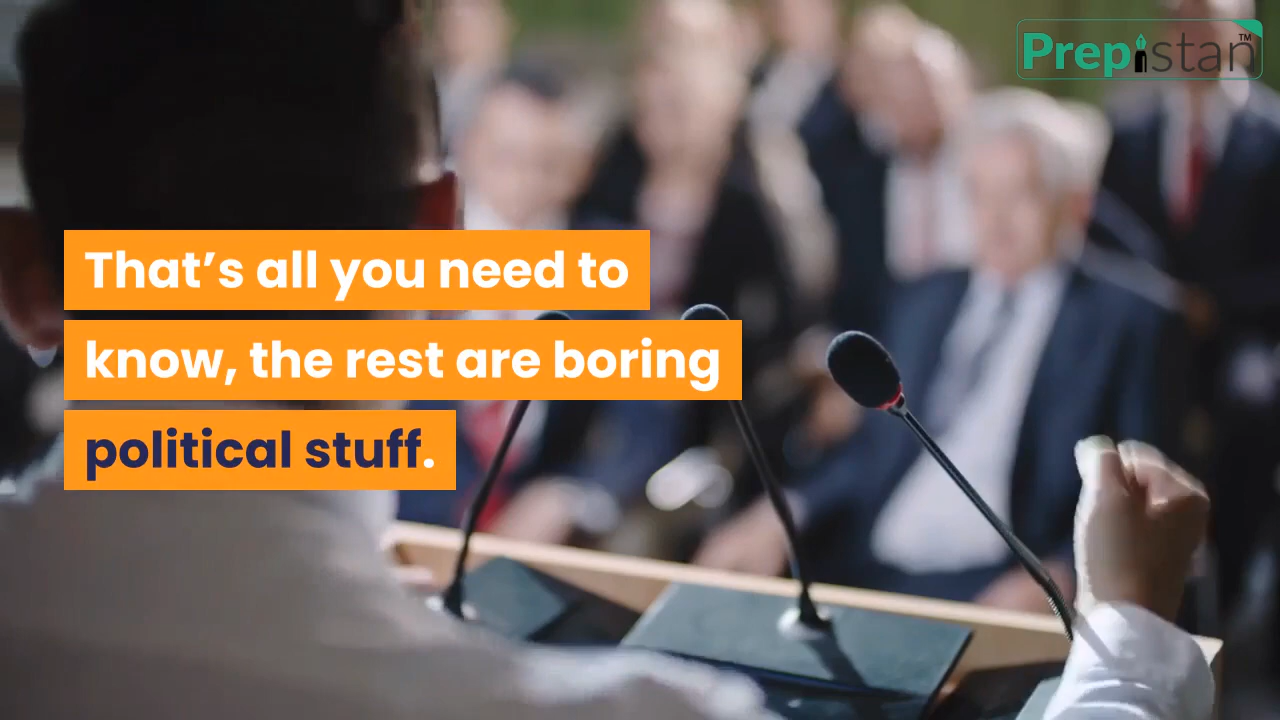 Prepistan™
That’s all you need to
know, the rest are boring
political stuff.